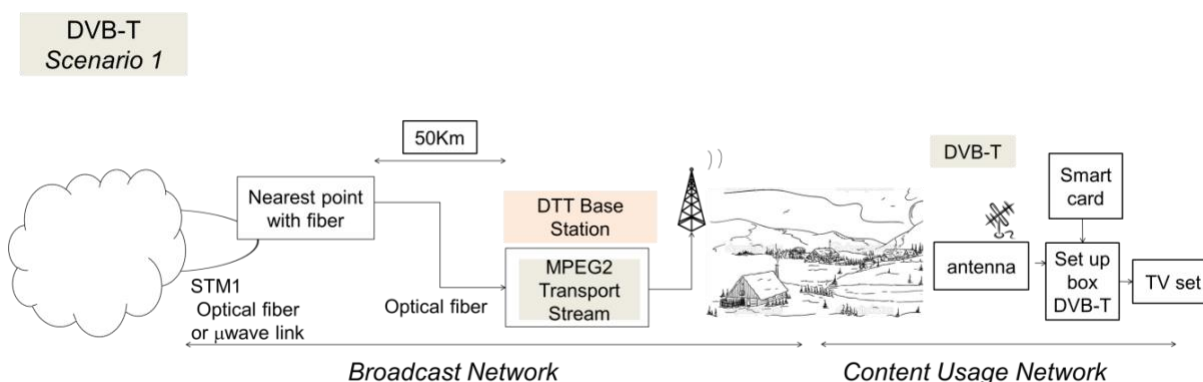 DVB-T
Scenario 1
50Km
Nearest point
with fiber
STM1
Optical fiber
or μwave link
Optical fiber
DTT Base
Station
MPEG2
Transport
Stream
DVB-T
Smart
card
antenna
Set up
box
DVB-T
TV set
Broadcast Network
Content Usage Network